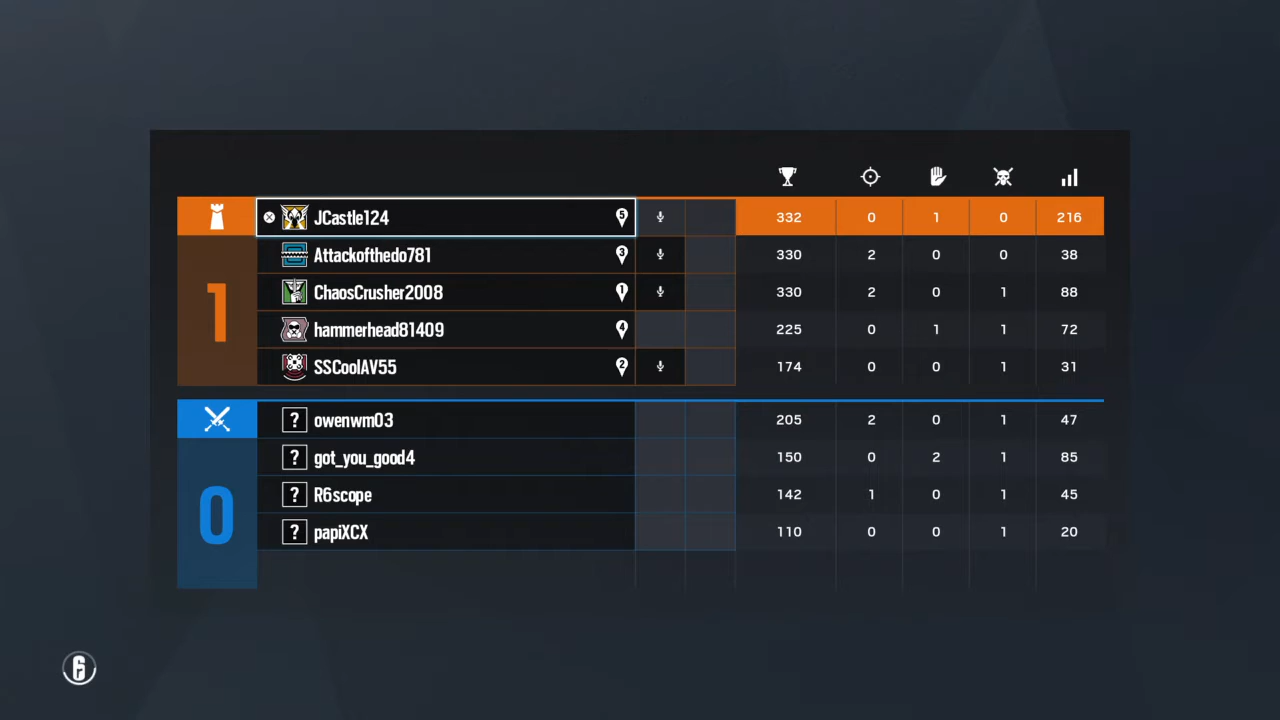 JCastle124 5 332 0 1 0 216
Attackofthedo781 3 330 2 0 0 38
1 ChaosCrusher2008 1 330 2 0 1 88
hammerhead81409 4 225 0 1 1 72
SSCoolAV55 2 174 0 0 1 31
? owenwm03 205 2 0 1 47
? got_you_good4 150 0 2 1 85
0 ? R6scope 142 1 0 1 45
? papiXCX 110 0 0 1 20
6